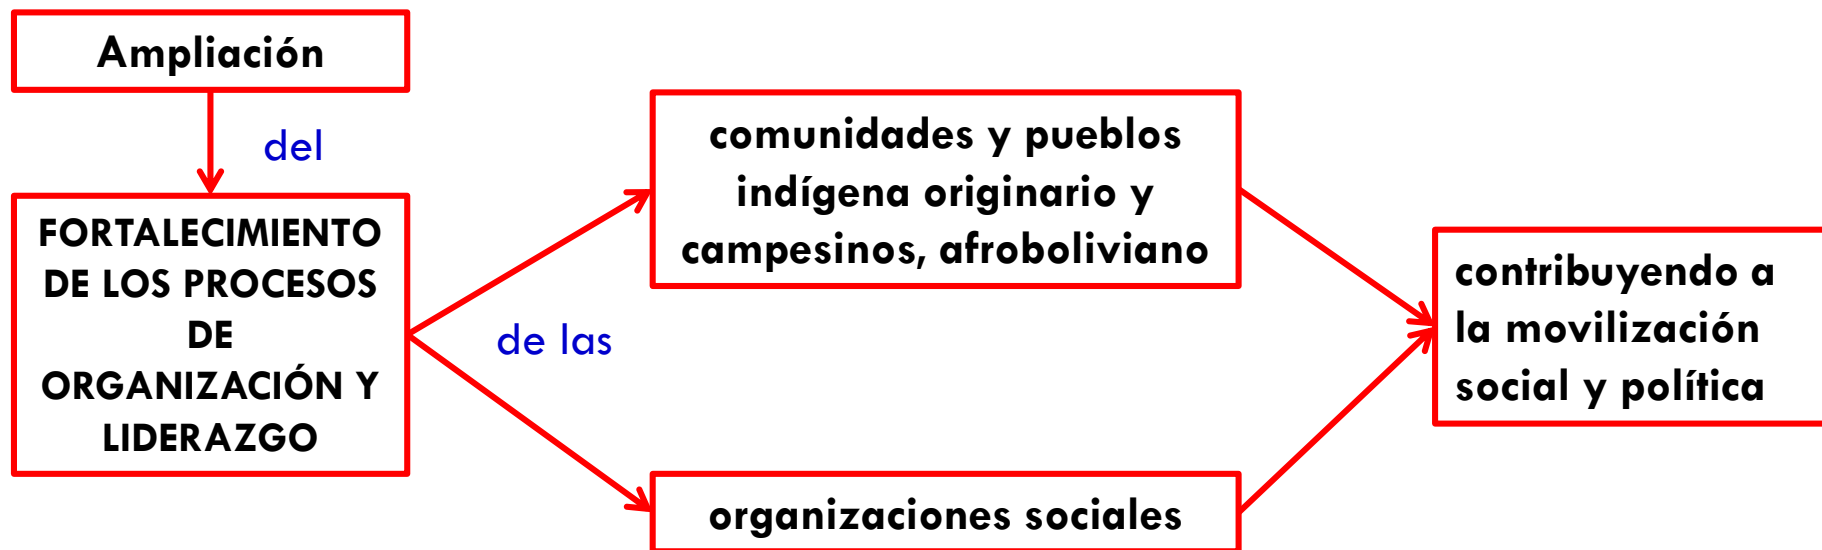 Ampliación
del
FORTALECIMIENTO
DE LOS PROCESOS
DE
ORGANIZACIÓN Y
LIDERAZGO
de las
comunidades y pueblos
indígena originario y
campesinos, afroboliviano
organizaciones sociales
contribuyendo a
la movilización
social y política